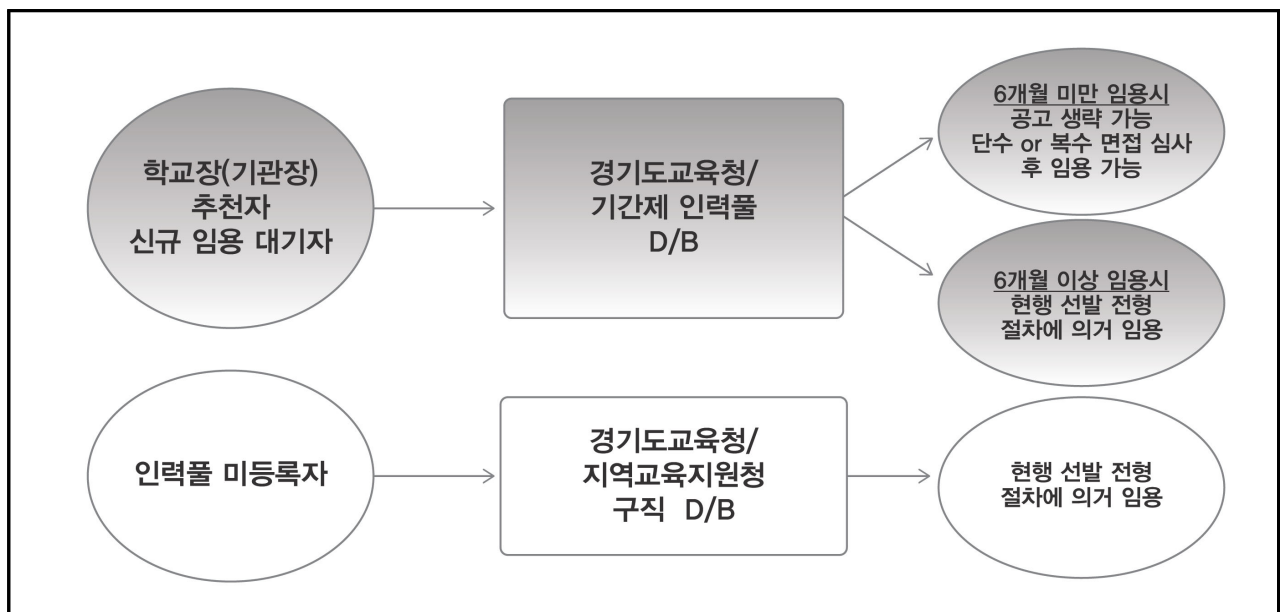 학교장(기관장)
추천자
신규 임용 대기자
경기도교육청/
기간제 인력풀
D/B
6개월 미만 임용시
공고 생략 가능
단수 or 복수 면접 심사
후 임용 가능
6개월 이상 임용시
현행 선발 전형
절차에 의거 임용
인력풀 미등록자
경기도교육청/
지역교육지원청
구직 D/B
현행 선발 전형
절차에 의거 임용